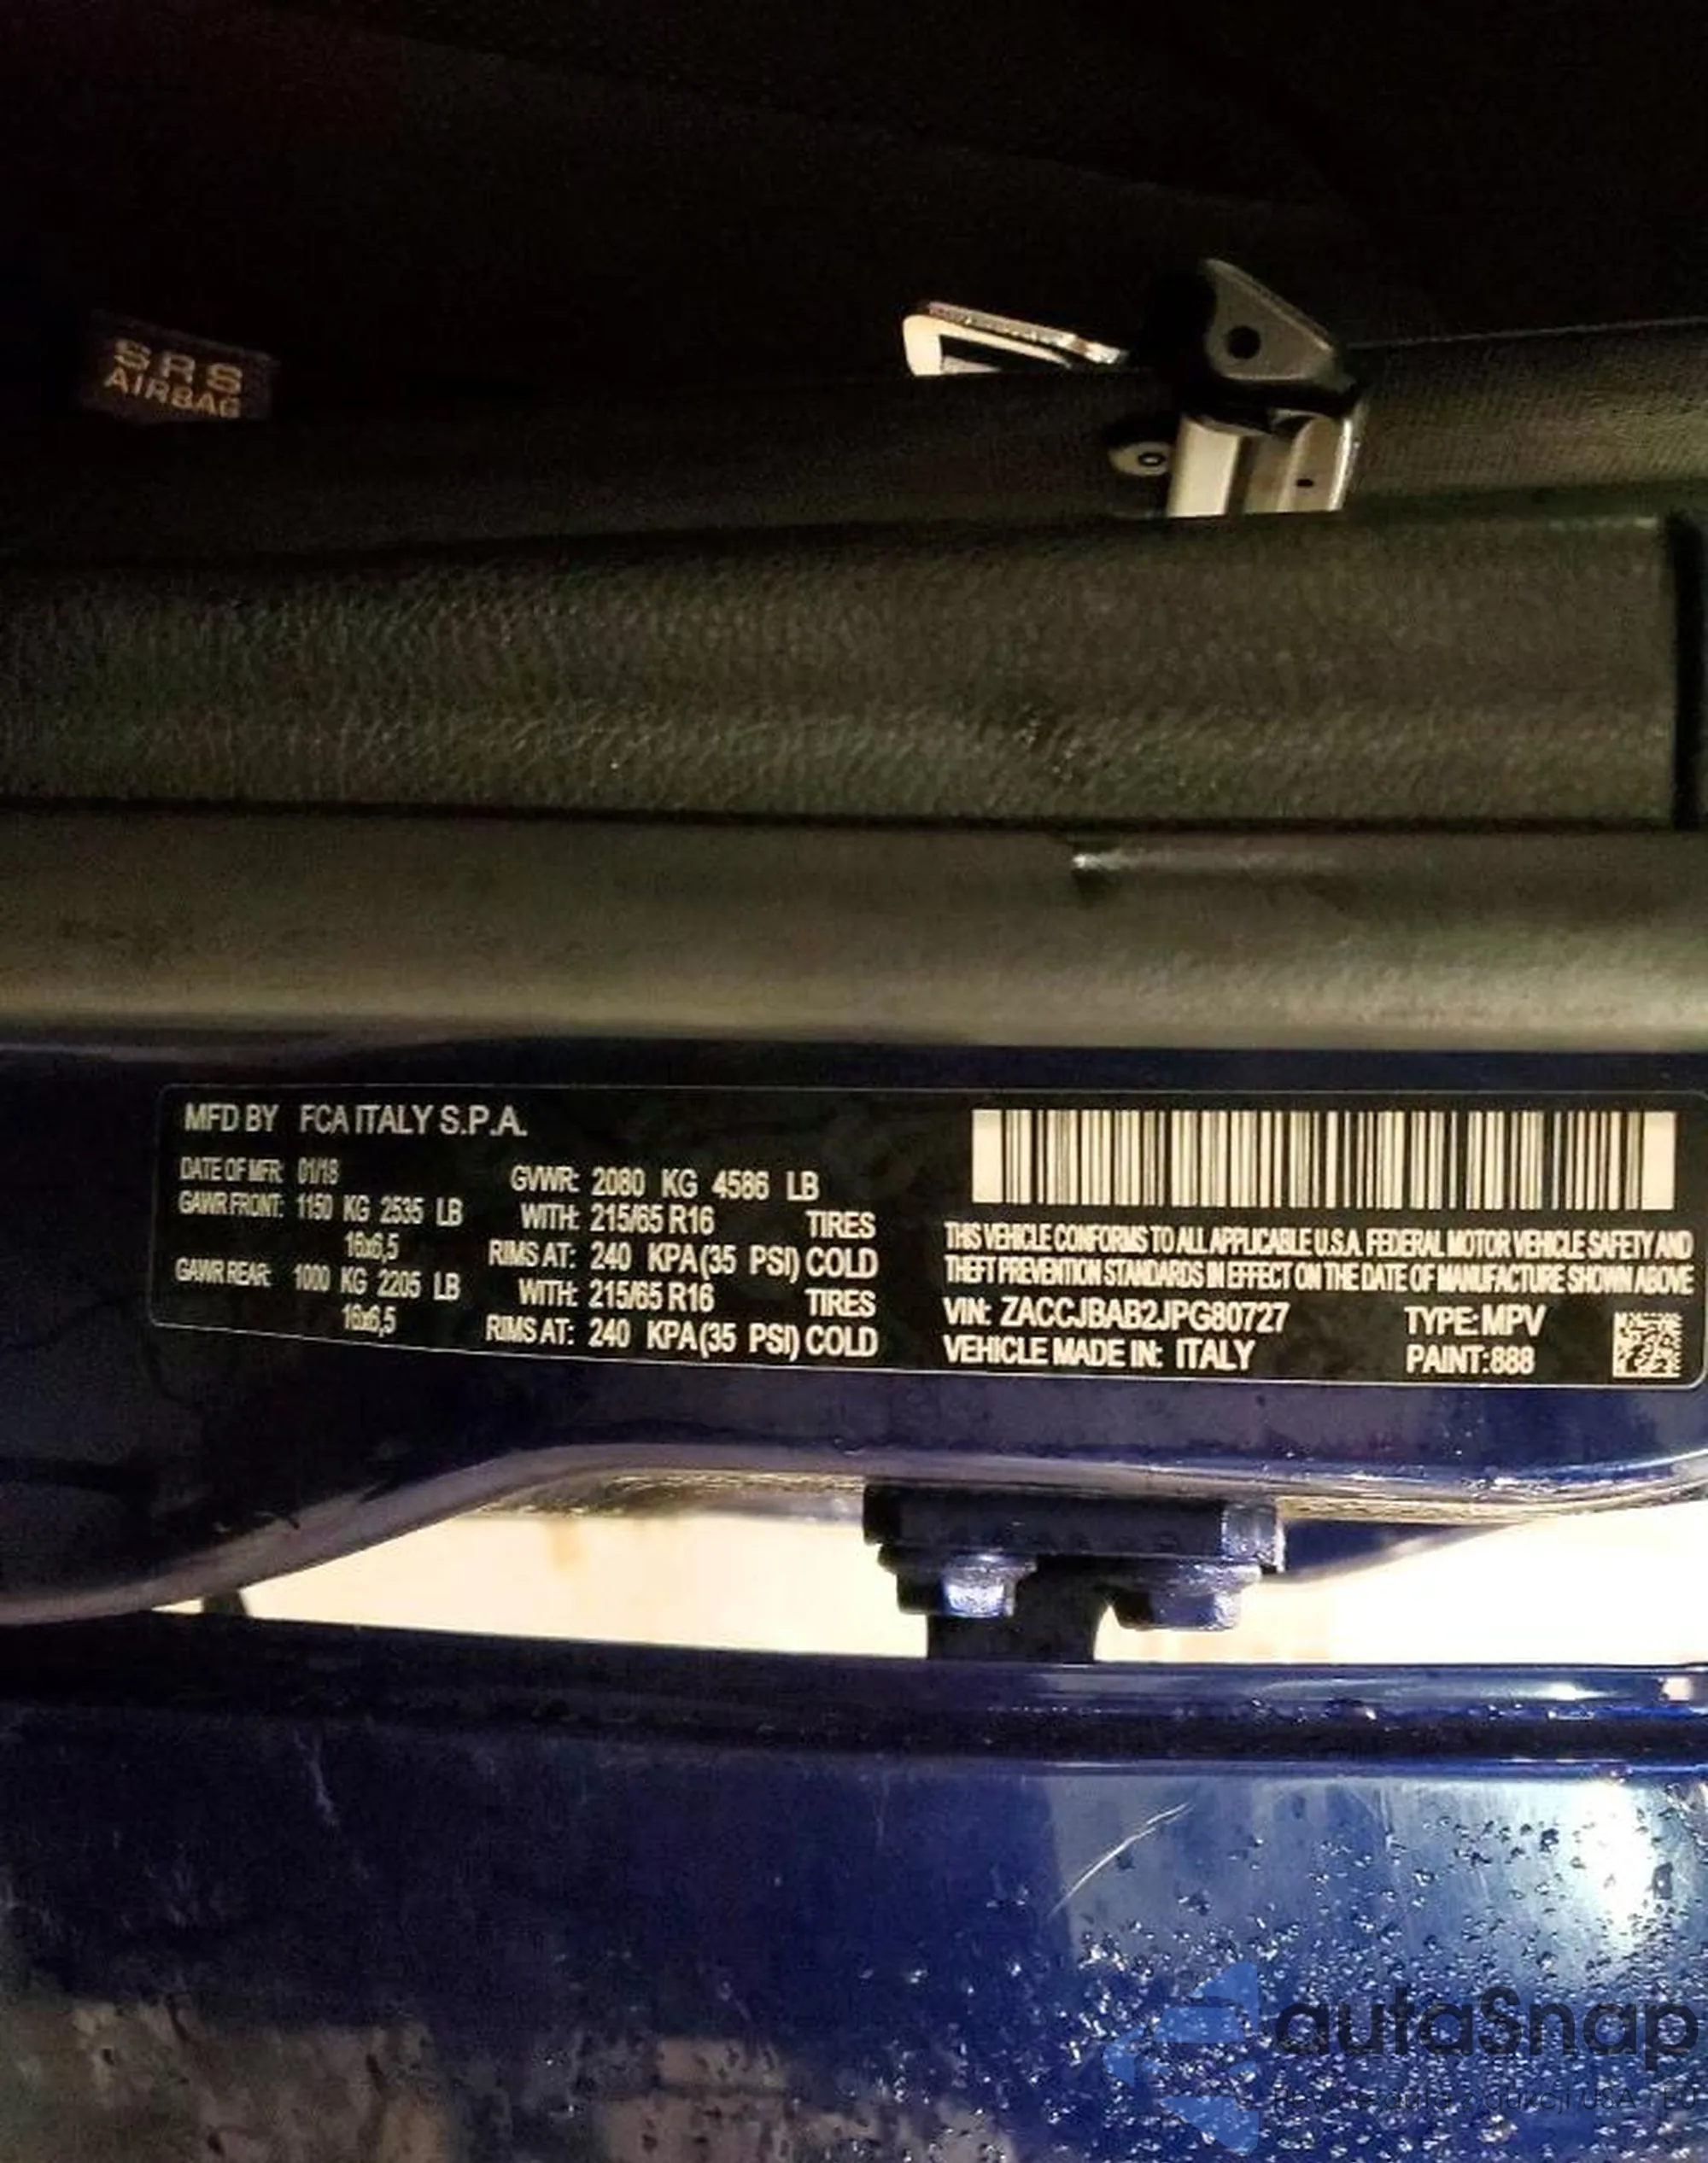 SRS
AIRBAG
MFD BY FCA ITALY S.P.A.
DATE OF MFR: 01/18
GAWR FRONT: 1150 KG 2535 LB
16x6,5
GAWR REAR: 1000 KG 2205 LB
16x6,5
GVWR: 2080 KG 4586 LB
WITH: 215/65 R16 TIRES
RIMS AT: 240 KPA(35 PSI) COLD
WITH: 215/65 R16 TIRES
RIMS AT: 240 KPA(35 PSI) COLD
THIS VEHICLE CONFORMS TO ALL APPLICABLE U.S.A. FEDERAL MOTOR VEHICLE SAFETY AND
THEFT PREVENTION STANDARDS IN EFFECT ON THE DATE OF MANUFACTURE SHOWN ABOVE
VIN: ZACCJBAB2JPG80727 TYPE:MPV
VEHICLE MADE IN: ITALY PAINT:888
autaSnap